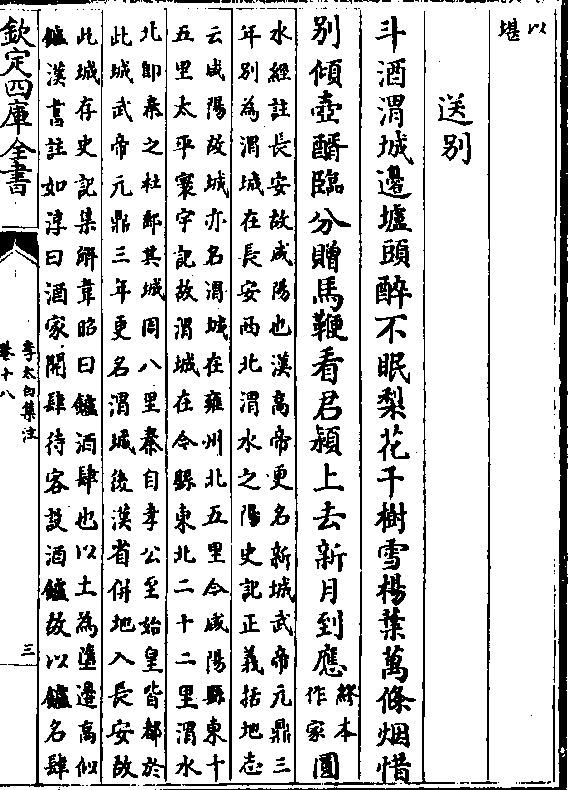 以
堪
送别
斗酒渭城邊壚頭醉不眠梨花千樹雪楊葉萬條烟惜
别傾壺醑臨分贈馬鞭看君潁上去新月到應繆本作家圓
水經註長安故咸陽也漢高帝更名新城武帝元鼎三
年别為渭城在長安西北渭水之陽史記正義括地志
云咸陽故城亦名渭城在雍州北五里今咸陽縣東十
五里太平寰宇記故渭城在今縣東北二十二里渭水
北即秦之杜郵其城周八里秦自孝公至始皇皆都於
此城武帝元鼎三年更名渭城後漢省併地入長安故
此城存史記集解韋昭曰鑪酒肆也以土為墮邊高似
鑪漢書註如淳曰酒家開肆待客設酒鑪故以鑪名肆
欽定四庫全書
李太白集注
卷十八
三